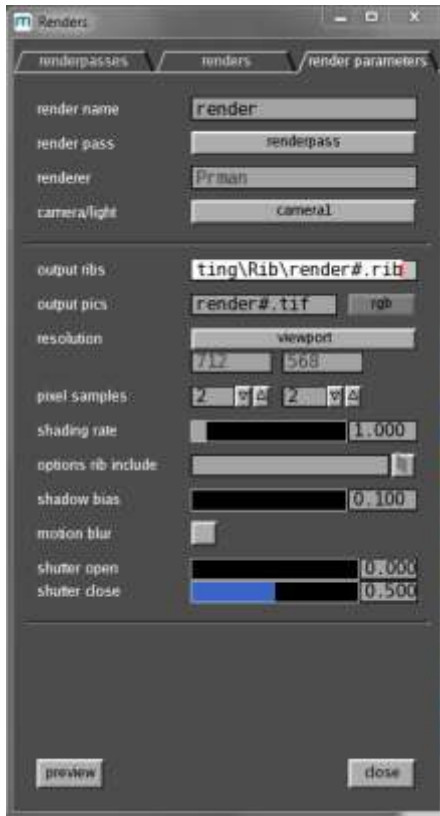 Renders
renderpasses renders render parameters
render name render
render pass renderpass
renderer Prman
camera/light camera1
output ribs ting\Rib\render#.rib
output pics render#.tif rgb
resolution viewport
712 568
pixel samples 2 2
shading rate 1.000
options rib include
shadow bias 0.100
motion blur
shutter open 0.000
shutter close 0.500
preview close